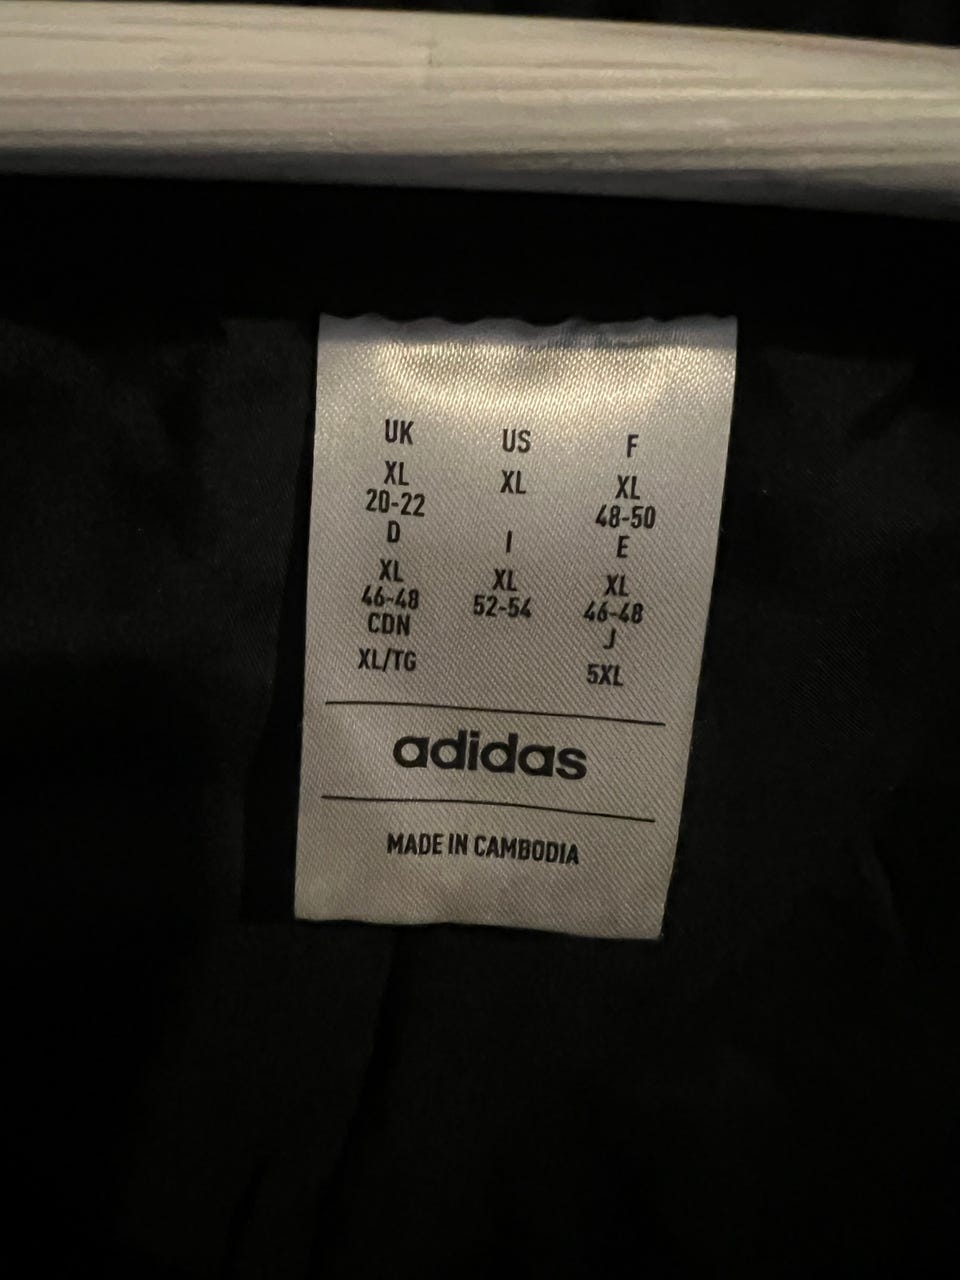 UK US F
XL XL XL
20-22 48-50
D I E
XL XL XL
46-48 52-54 46-48
CDN J
XL/TG 5XL
adidas
MADE IN CAMBODIA